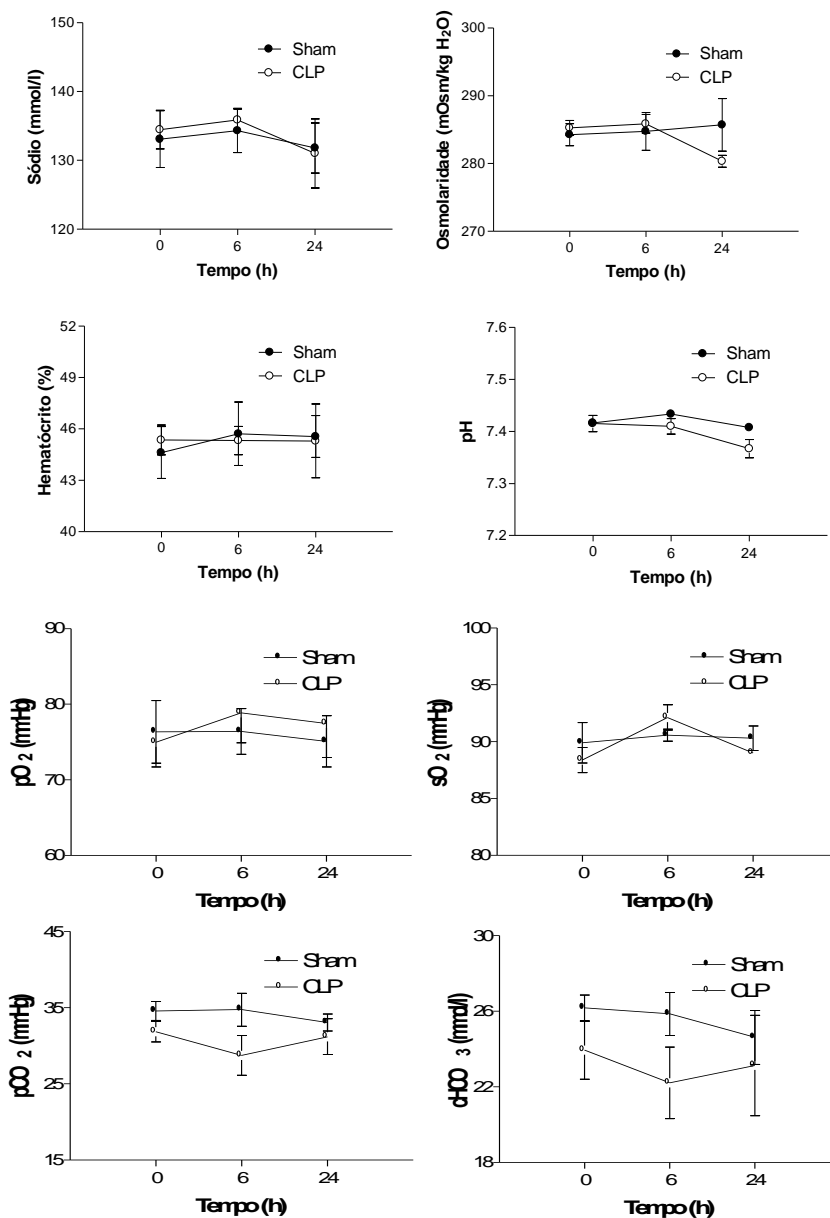 150
140
130
120
Sódio (mmol/l)
Sham
CLP
0 6 24
Tempo (h)
300
290
280
270
Osmolaridade (mOsm/kg H₂O)
Sham
CLP
0 6 24
Tempo (h)
52
49
46
43
40
Hematócrito (%)
Sham
CLP
0 6 24
Tempo (h)
7.6
7.5
7.4
7.3
7.2
pH
Sham
CLP
0 6 24
Tempo (h)
90
80
75
60
pO₂ (mmHg)
Sham
CLP
0 6 24
Tempo (h)
100
95
90
85
80
sO₂ (mmHg)
Sham
CLP
0 6 24
Tempo (h)
45
35
25
15
pCO₂ (mmHg)
Sham
CLP
0 6 24
Tempo (h)
30
26
22
18
cHCO₃ (mmol/l)
Sham
CLP
0 6 24
Tempo (h)